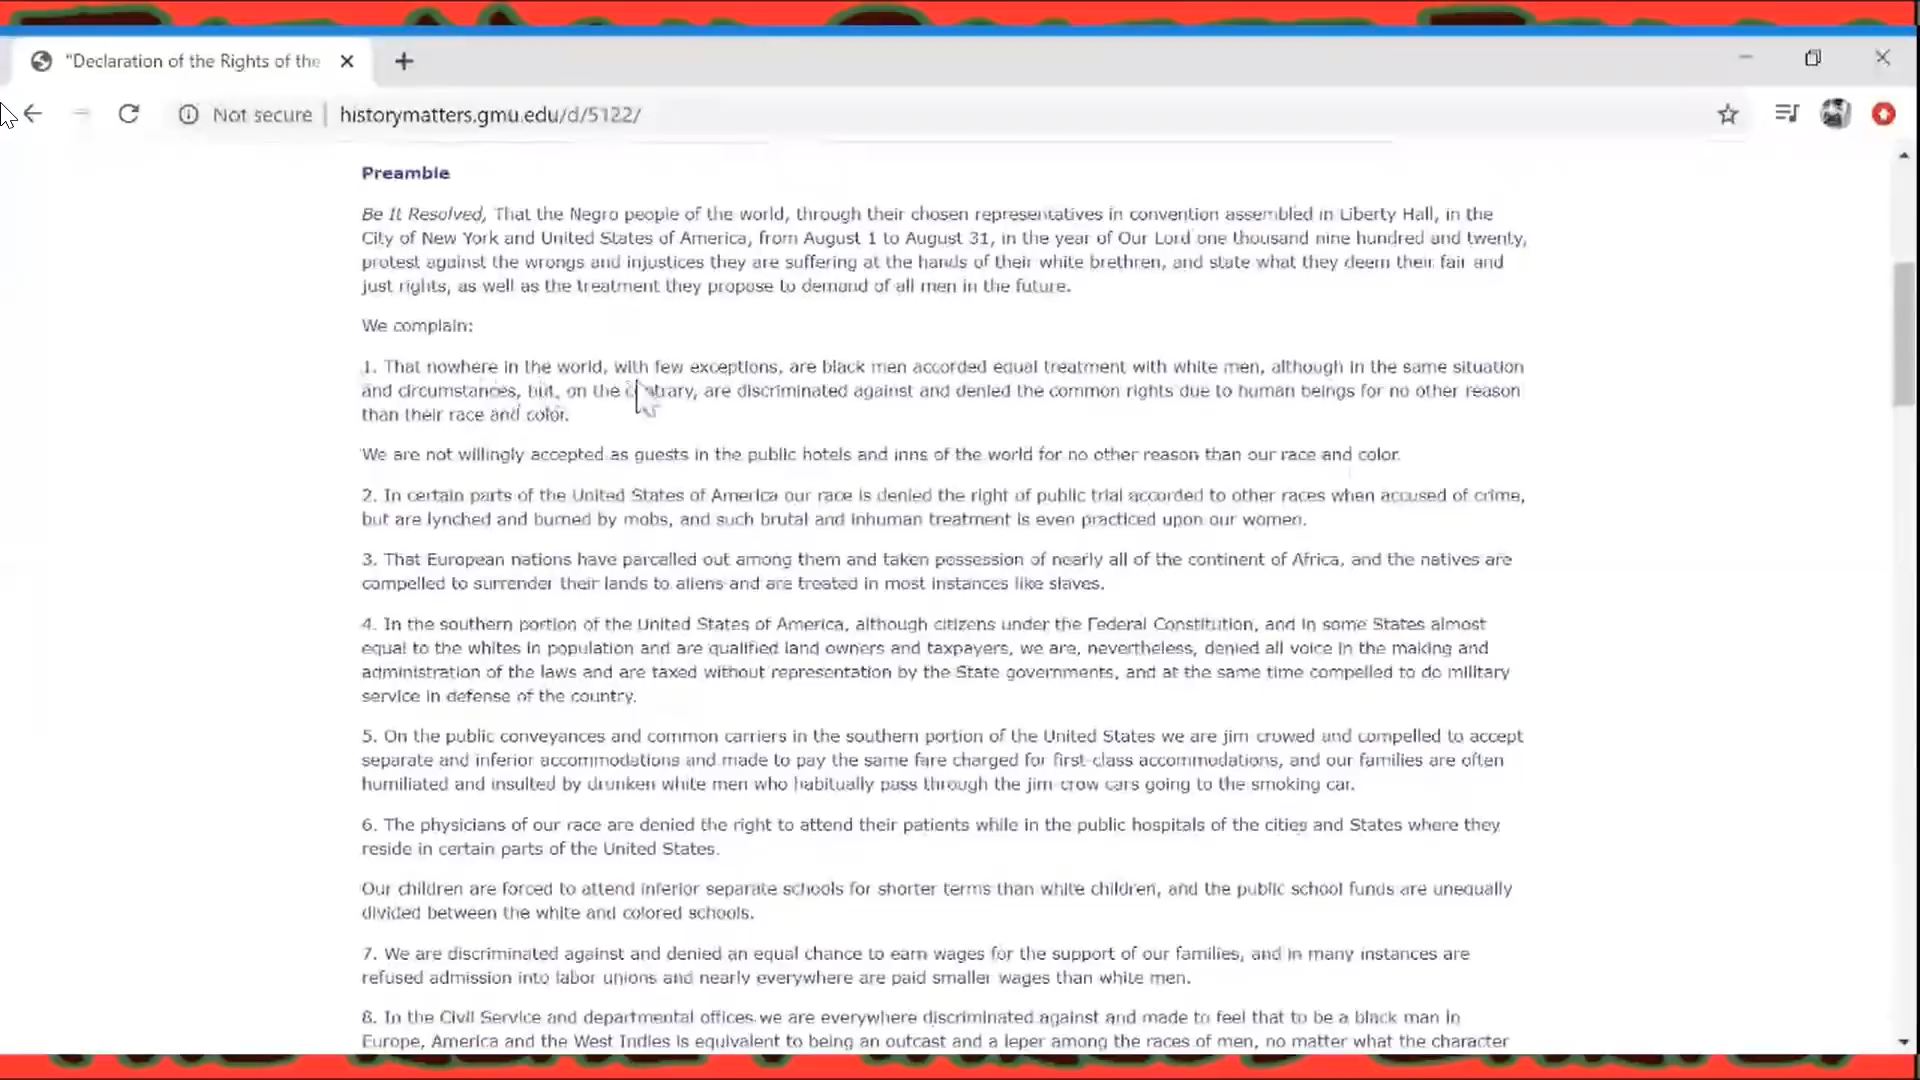 "Declaration of the Rights of the
Not secure
historymatters.gmu.edu/d/5122/
Preamble
Be It Resolved, That the Negro people of the world, through their chosen representatives in convention assembled in Liberty Hall, in the
City of New York and United States of America, from August 1 to August 31, in the year of Our Lord one thousand nine hundred and twenty,
protest against the wrongs and injustices they are suffering at the hands of their white brethren, and state what they deem their fair and
just rights, as well as the treatment they propose to demand of all men in the future.
We complain:
1. That nowhere in the world, with few exceptions, are black men accorded equal treatment with white men, although in the same situation
and circumstances, but, on the contrary, are discriminated against and denied the common rights due to human beings for no other reason
than their race and color.
We are not willingly accepted as guests in the public hotels and inns of the world for no other reason than our race and color.
2. In certain parts of the United States of America our race is denied the right of public trial accorded to other races when accused of crime,
but are lynched and burned by mobs, and such brutal and inhuman treatment is even practiced upon our women.
3. That European nations have parcelled out among them and taken possession of nearly all of the continent of Africa, and the natives are
compelled to surrender their lands to aliens and are treated in most instances like slaves.
4. In the southern portion of the United States of America, although citizens under the Federal Constitution, and in some States almost
equal to the whites in population and are qualified land owners and taxpayers, we are, nevertheless, denied all voice in the making and
administration of the laws and are taxed without representation by the State governments, and at the same time compelled to do military
service in defense of the country.
5. On the public conveyances and common carriers in the southern portion of the United States we are jim crowed and compelled to accept
separate and inferior accommodations and made to pay the same fare charged for first-class accommodations, and our families are often
humiliated and insulted by drunken white men who habitually pass through the jim-crow cars going to the smoking car.
6. The physicians of our race are denied the right to attend their patients while in the public hospitals of the cities and States where they
reside in certain parts of the United States.
Our children are forced to attend inferior separate schools for shorter terms than white children, and the public school funds are unequally
divided between the white and colored schools.
7. We are discriminated against and denied an equal chance to earn wages for the support of our families, and in many instances are
refused admission into labor unions and nearly everywhere are paid smaller wages than white men.
8. In the Civil Service and departmental offices we are everywhere discriminated against and made to feel that to be a black man in
Europe, America and the West Indies is equivalent to being an outcast and a leper among the races of men, no matter what the character